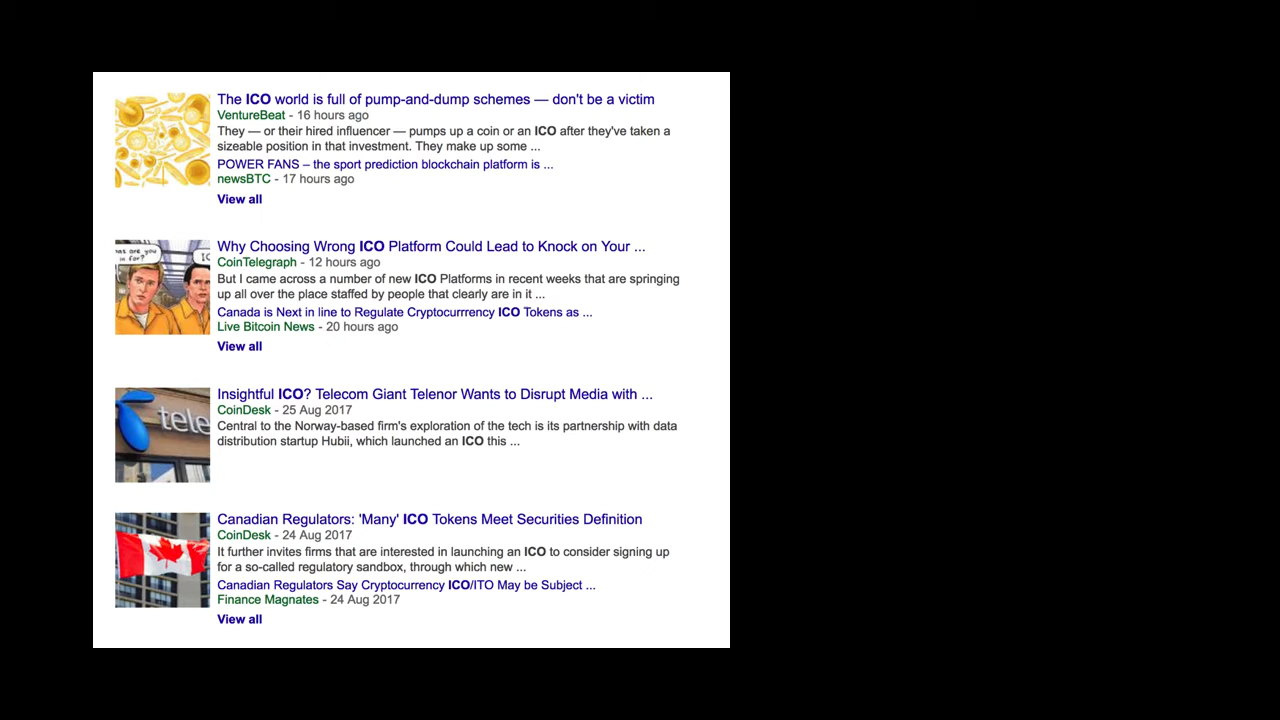 The ICO world is full of pump-and-dump schemes — don't be a victim
VentureBeat - 16 hours ago
They — or their hired influencer — pumps up a coin or an ICO after they've taken a
sizeable position in that investment. They make up some ...
POWER FANS – the sport prediction blockchain platform is ...
newsBTC - 17 hours ago
View all
what are you
in for?
IC
Why Choosing Wrong ICO Platform Could Lead to Knock on Your ...
CoinTelegraph - 12 hours ago
But I came across a number of new ICO Platforms in recent weeks that are springing
up all over the place staffed by people that clearly are in it ...
Canada is Next in line to Regulate Cryptocurrrency ICO Tokens as ...
Live Bitcoin News - 20 hours ago
View all
tele
Insightful ICO? Telecom Giant Telenor Wants to Disrupt Media with ...
CoinDesk - 25 Aug 2017
Central to the Norway-based firm's exploration of the tech is its partnership with data
distribution startup Hubii, which launched an ICO this ...
Canadian Regulators: 'Many' ICO Tokens Meet Securities Definition
CoinDesk - 24 Aug 2017
It further invites firms that are interested in launching an ICO to consider signing up
for a so-called regulatory sandbox, through which new ...
Canadian Regulators Say Cryptocurrency ICO/ITO May be Subject ...
Finance Magnates - 24 Aug 2017
View all